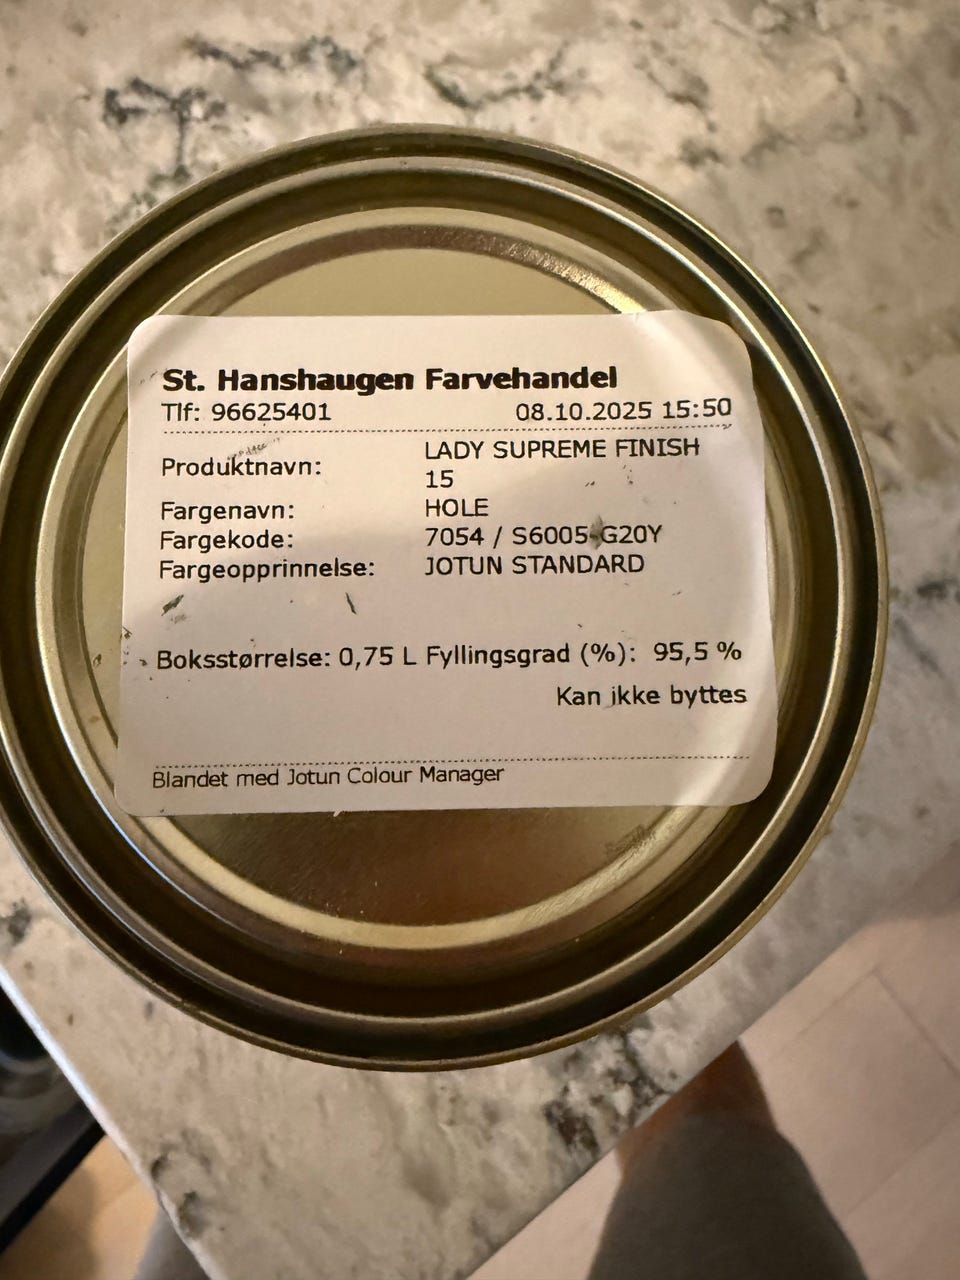 St. Hanshaugen Farvehandel
Tlf: 96625401 08.10.2025 15:50
Produktnavn: LADY SUPREME FINISH 15
Fargenavn: HOLE
Fargekode: 7054 / S6005-G20Y
Fargeopprinnelse: JOTUN STANDARD
Boksstørrelse: 0,75 L Fyllingsgrad (%): 95,5 %
Kan ikke byttes
Blandet med Jotun Colour Manager